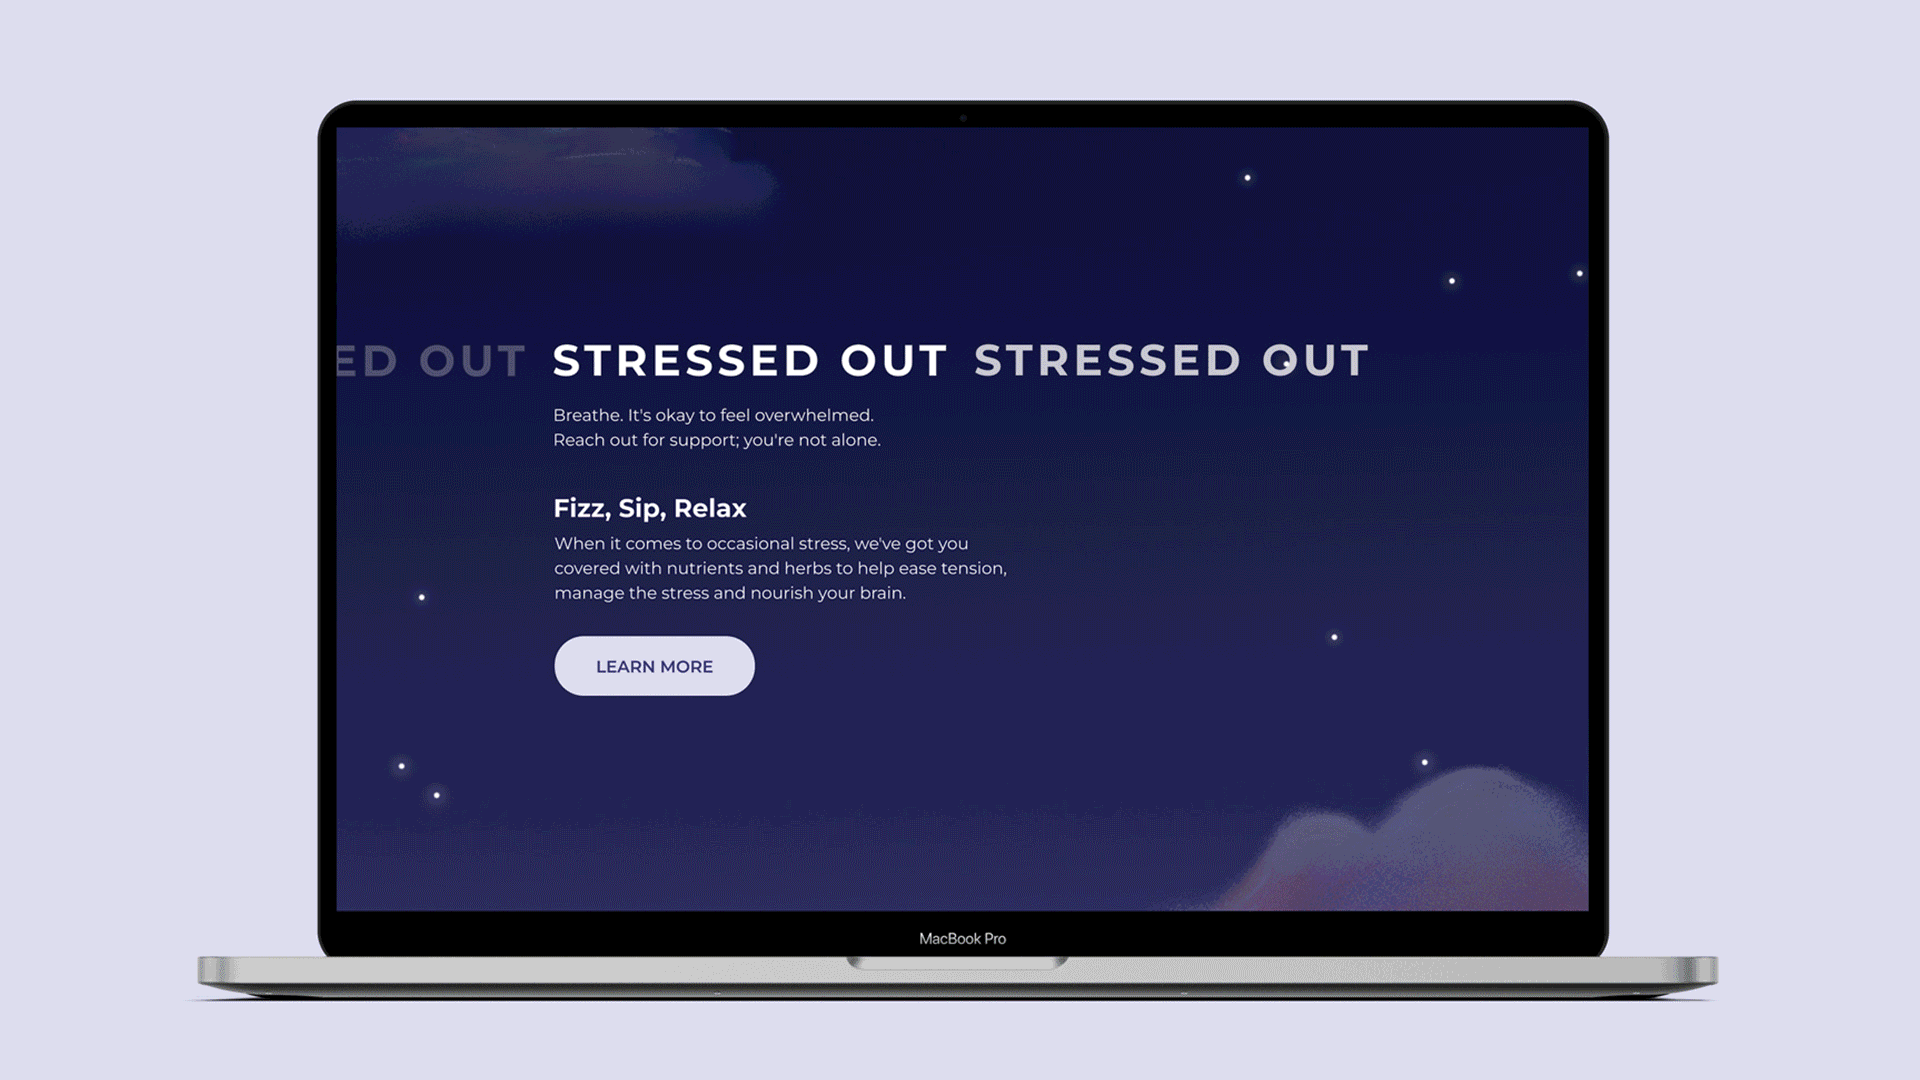 ED OUT STRESSED OUT STRESSED OUT
Breathe. It's okay to feel overwhelmed.
Reach out for support; you're not alone.
Fizz, Sip, Relax
When it comes to occasional stress, we've got you
covered with nutrients and herbs to help ease tension,
manage the stress and nourish your brain.
LEARN MORE
MacBook Pro